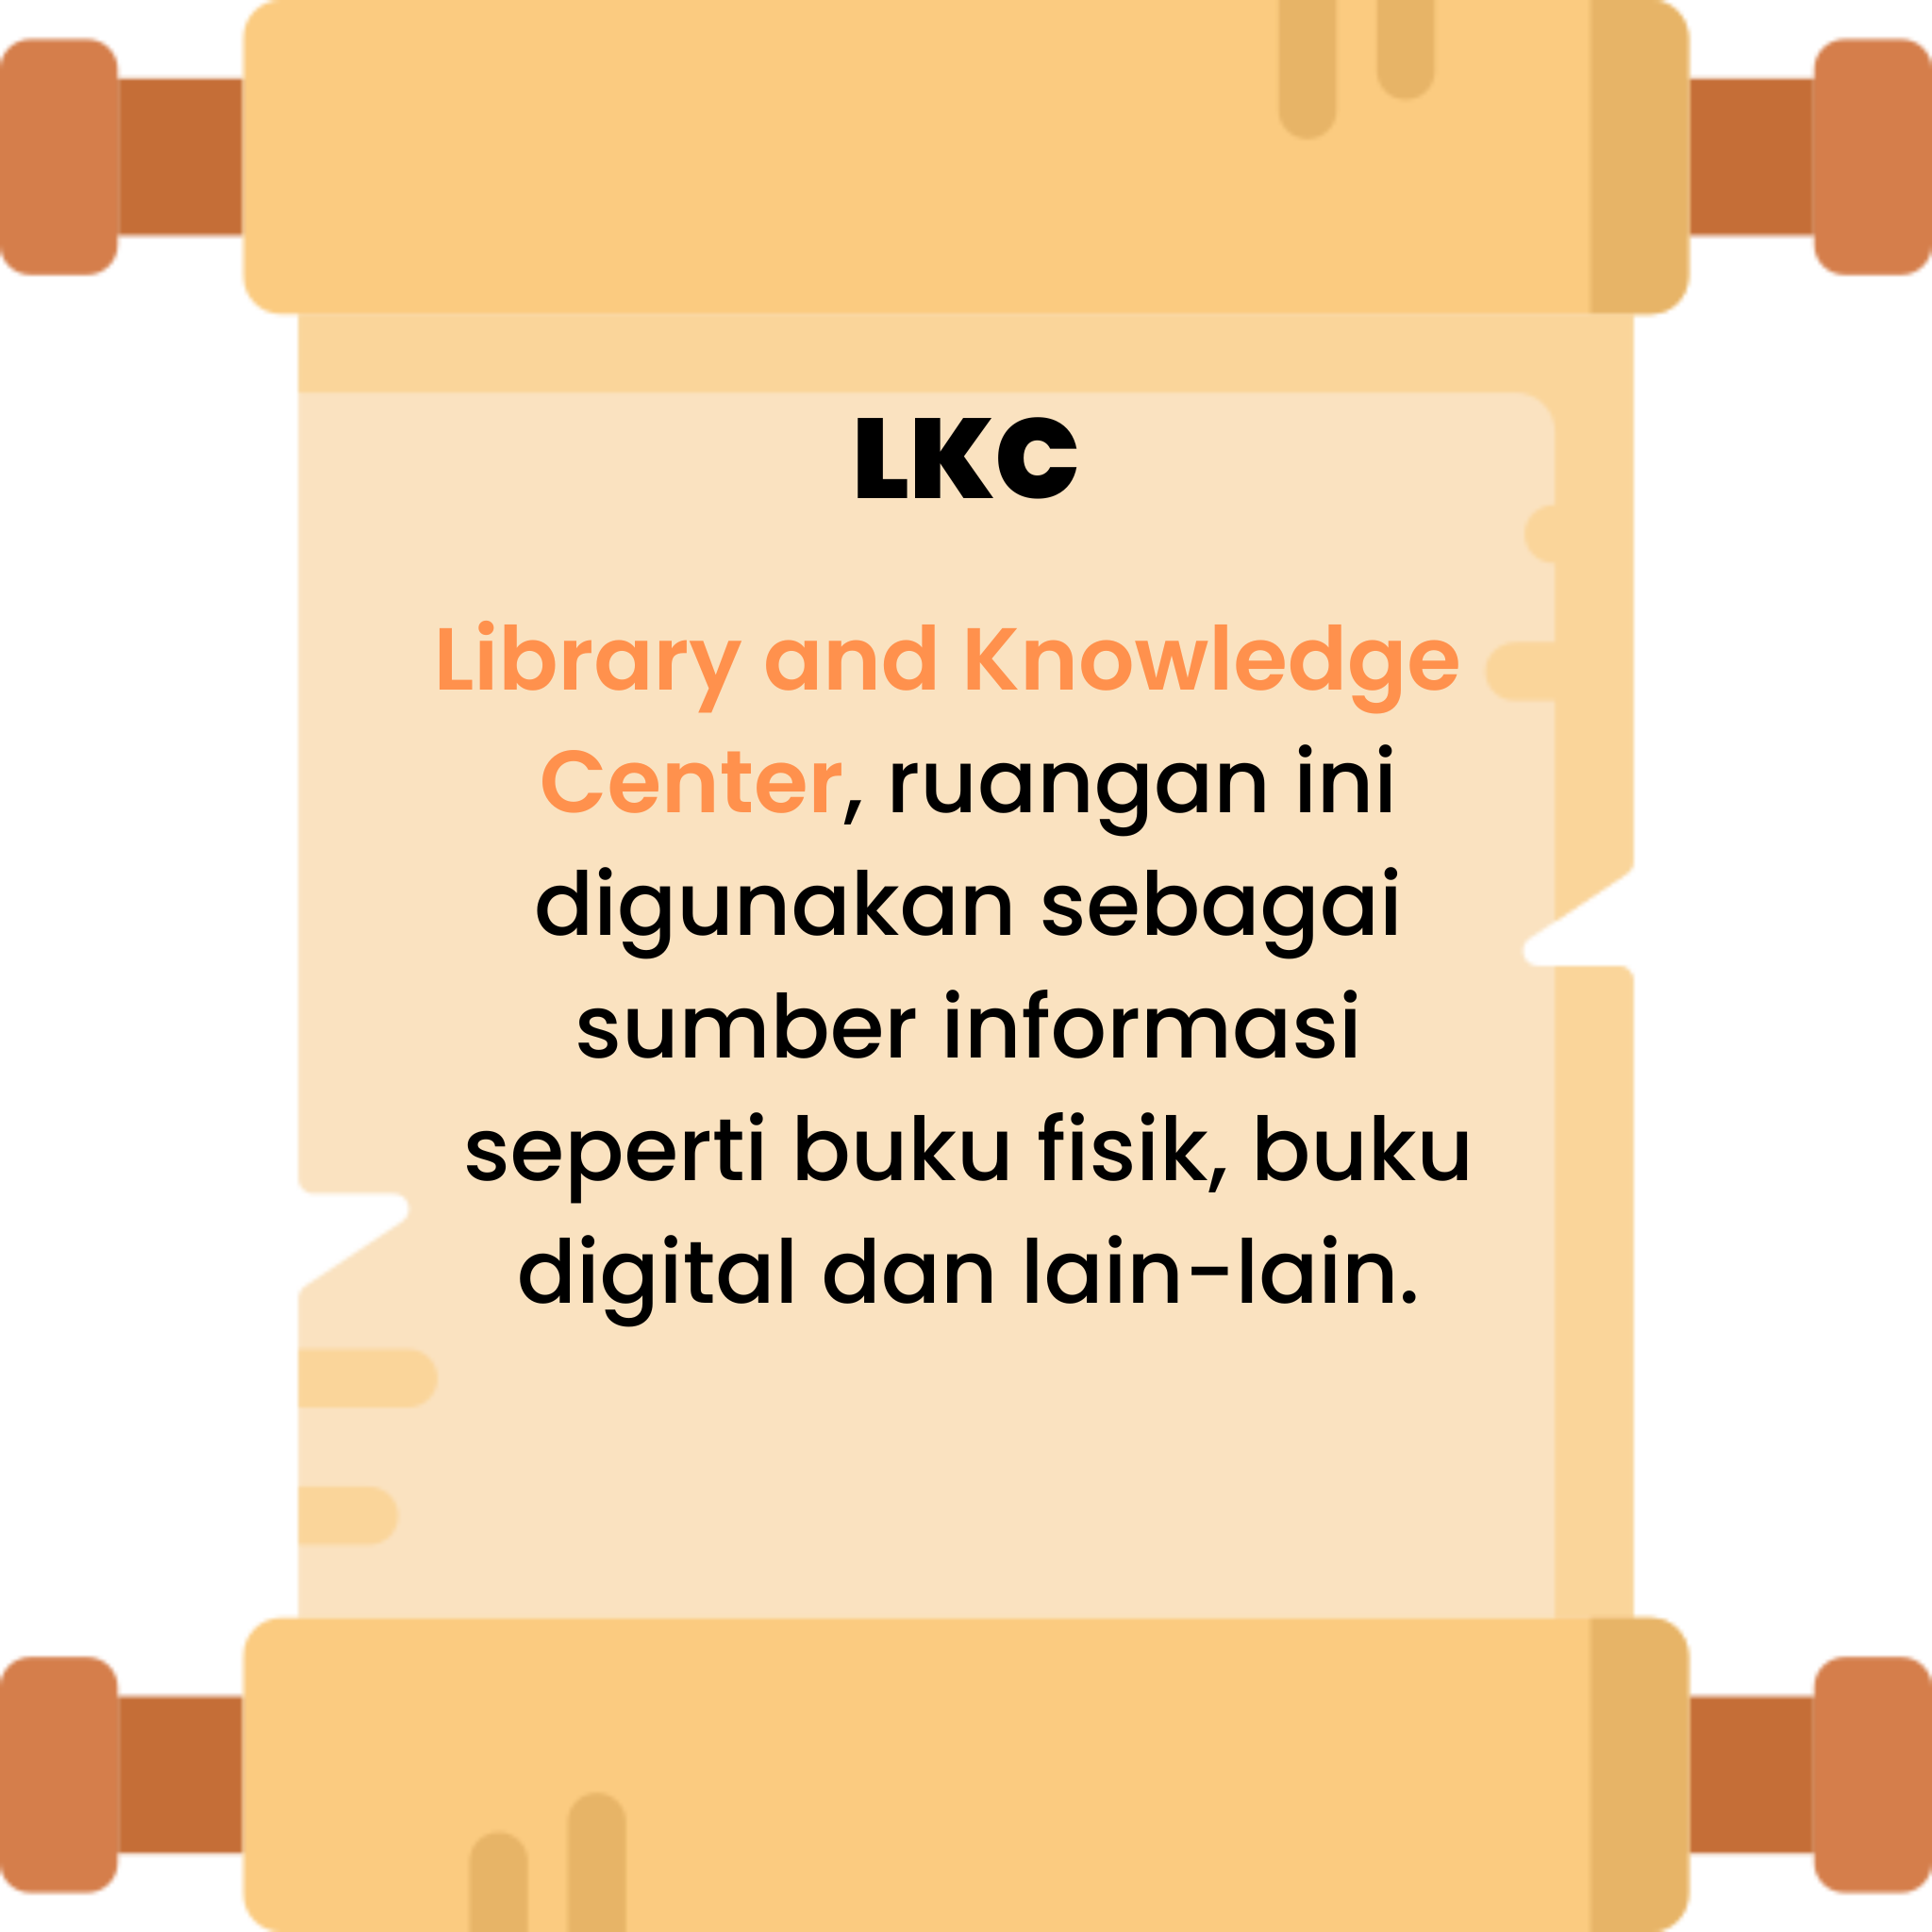 LKC
Library and Knowledge
Center, ruangan ini
digunakan sebagai
sumber informasi
seperti buku fisik, buku
digital dan lain-lain.